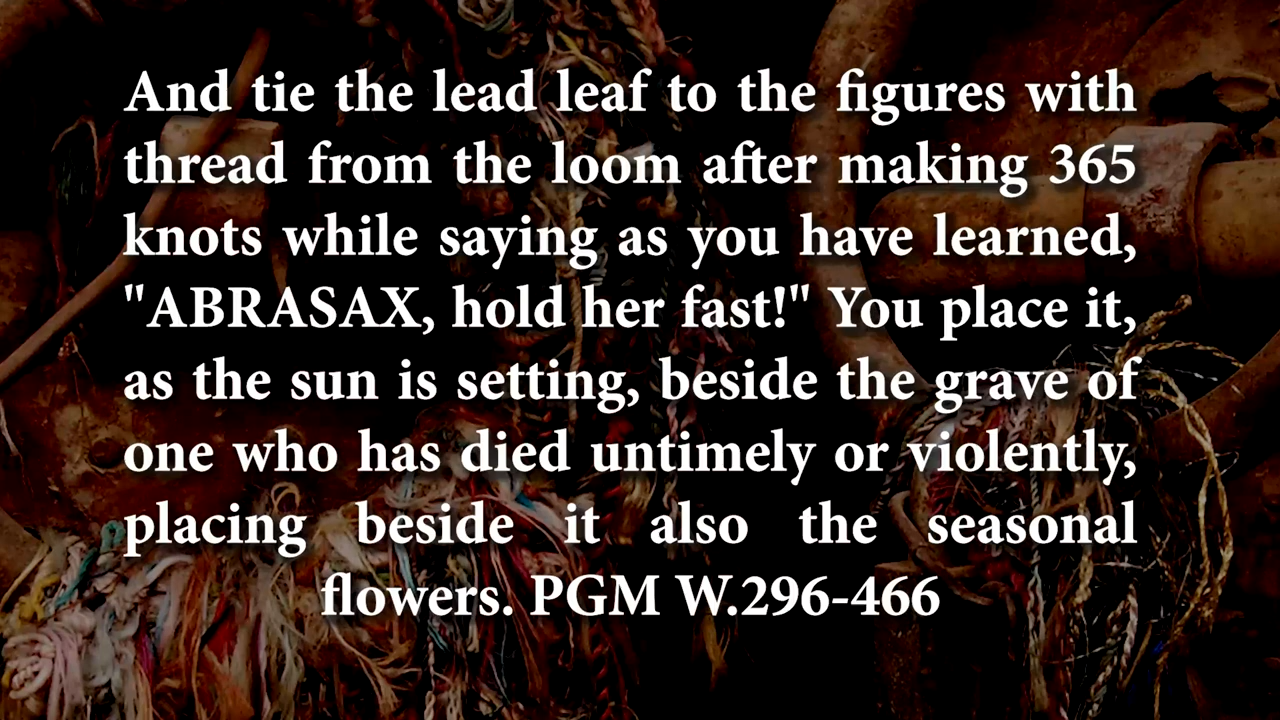 And tie the lead leaf to the figures with
thread from the loom after making 365
knots while saying as you have learned,
"ABRASAX, hold her fast!" You place it,
as the sun is setting, beside the grave of
one who has died untimely or violently,
placing beside it also the seasonal
flowers. PGM W.296-466